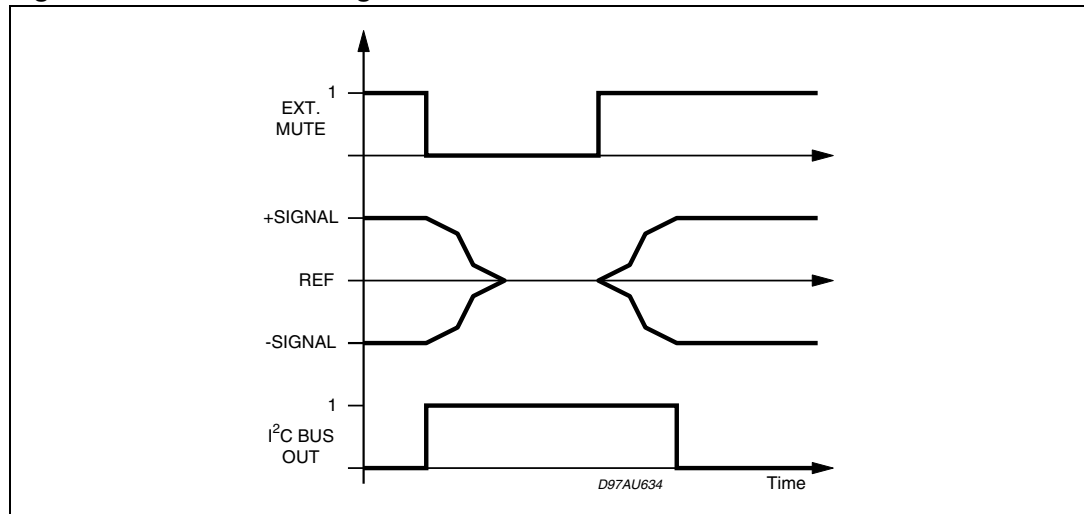 1
EXT.
MUTE
+SIGNAL
REF
-SIGNAL
1
I²C BUS
OUT
D97AU634
Time